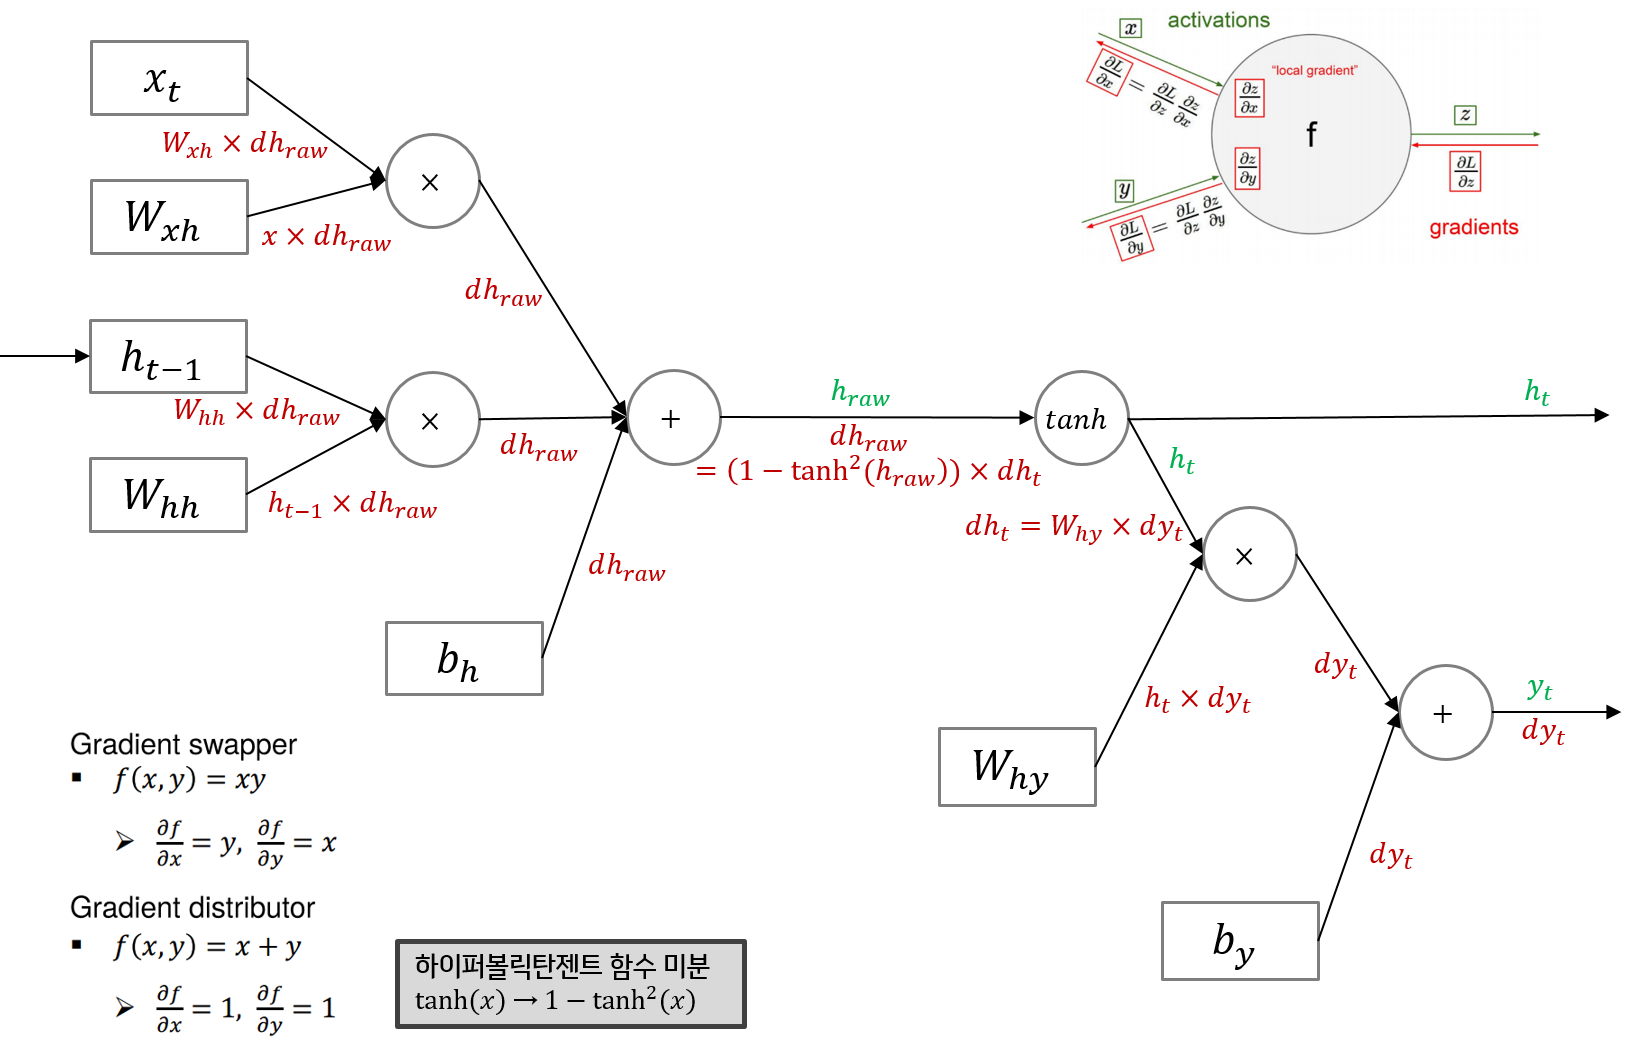 activations
x
∂L/∂x = ∂L/∂z ∂z/∂x
"local gradient"
∂z/∂x
f
z
∂L/∂z
∂z/∂y
y
∂L/∂y = ∂L/∂z ∂z/∂y
gradients
x_t
W_xh × dh_raw
×
W_xh
x × dh_raw
dh_raw
h_{t−1}
W_hh × dh_raw
×
dh_raw
W_hh
h_{t−1} × dh_raw
+
h_raw
dh_raw
= (1 − tanh²(h_raw)) × dh_t
tanh
h_t
h_t
dh_t = W_hy × dy_t
×
dh_raw
b_h
dy_t
h_t × dy_t
W_hy
+
y_t
dy_t
dy_t
b_y
Gradient swapper
▪ f(x, y) = xy
➢ ∂f/∂x = y, ∂f/∂y = x
Gradient distributor
▪ f(x, y) = x + y
➢ ∂f/∂x = 1, ∂f/∂y = 1
하이퍼볼릭탄젠트 함수 미분
tanh(x) → 1 − tanh²(x)